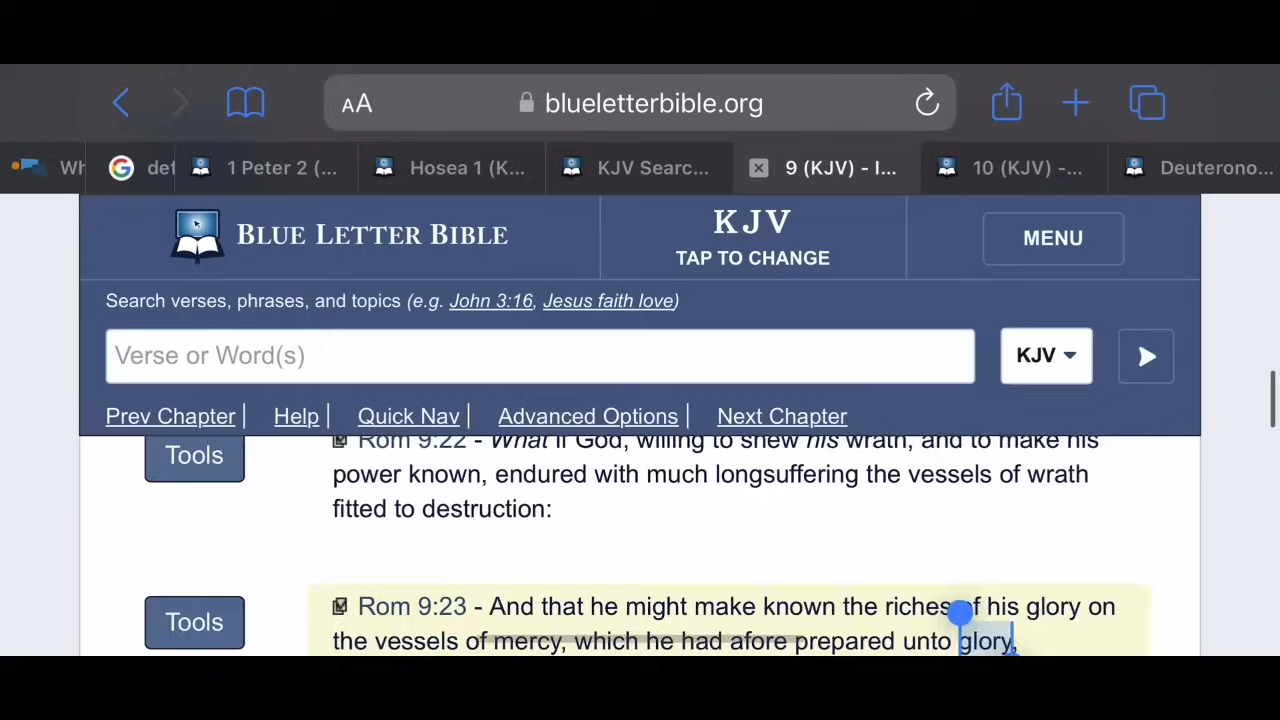 AA blueletterbible.org
Wh def 1 Peter 2 (... Hosea 1 (K... KJV Searc... 9 (KJV) - I... 10 (KJV) -... Deuterono...
BLUE LETTER BIBLE
KJV
TAP TO CHANGE
MENU
Search verses, phrases, and topics (e.g. John 3:16, Jesus faith love)
Verse or Word(s)
KJV
Prev Chapter | Help | Quick Nav | Advanced Options | Next Chapter
Tools
Rom 9:22 - What if God, willing to shew his wrath, and to make his
power known, endured with much longsuffering the vessels of wrath
fitted to destruction:
Tools
Rom 9:23 - And that he might make known the riches of his glory on
the vessels of mercy, which he had afore prepared unto glory,